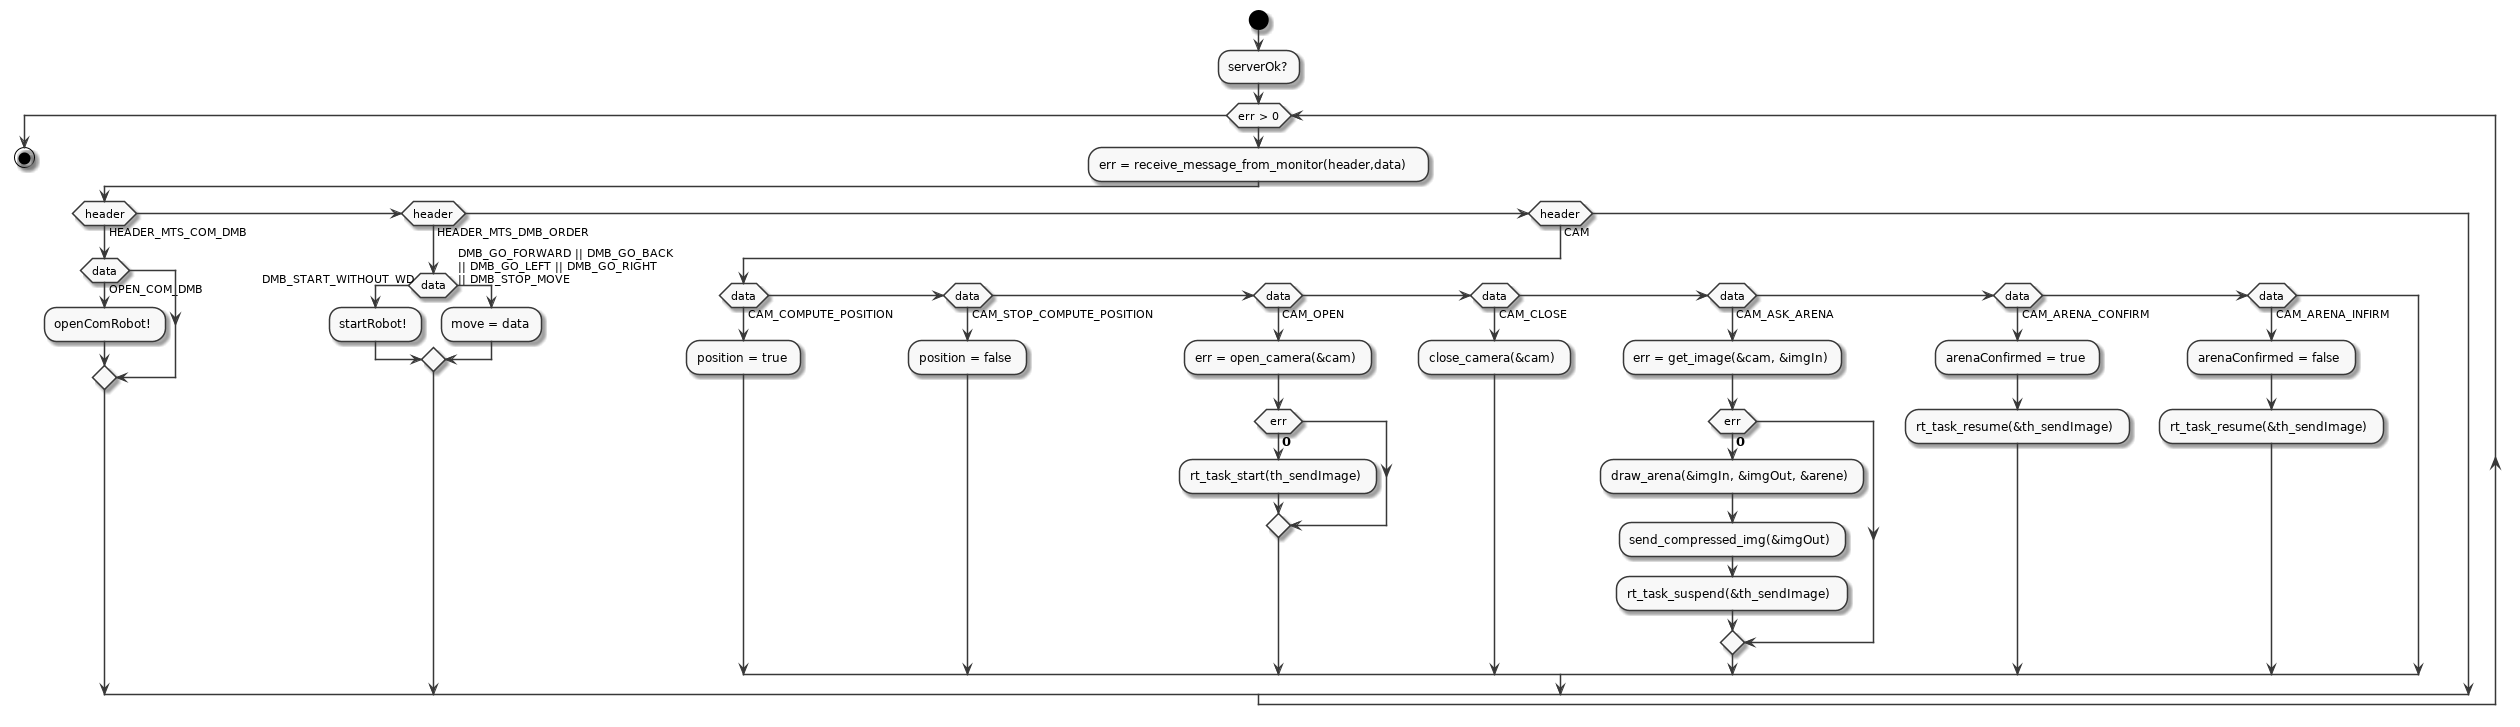 serverOk?
err > 0
err = receive_message_from_monitor(header,data)
header
HEADER_MTS_COM_DMB
data
OPEN_COM_DMB
openComRobot!
header
HEADER_MTS_DMB_ORDER
DMB_START_WITHOUT_WD
data
DMB_GO_FORWARD || DMB_GO_BACK
|| DMB_GO_LEFT || DMB_GO_RIGHT
|| DMB_STOP_MOVE
startRobot!
move = data
header
CAM
data
CAM_COMPUTE_POSITION
position = true
data
CAM_STOP_COMPUTE_POSITION
position = false
data
CAM_OPEN
err = open_camera(&cam)
err
0
rt_task_start(th_sendImage)
data
CAM_CLOSE
close_camera(&cam)
data
CAM_ASK_ARENA
err = get_image(&cam, &imgIn)
err
0
draw_arena(&imgIn, &imgOut, &arene)
send_compressed_img(&imgOut)
rt_task_suspend(&th_sendImage)
data
CAM_ARENA_CONFIRM
arenaConfirmed = true
rt_task_resume(&th_sendImage)
data
CAM_ARENA_INFIRM
arenaConfirmed = false
rt_task_resume(&th_sendImage)